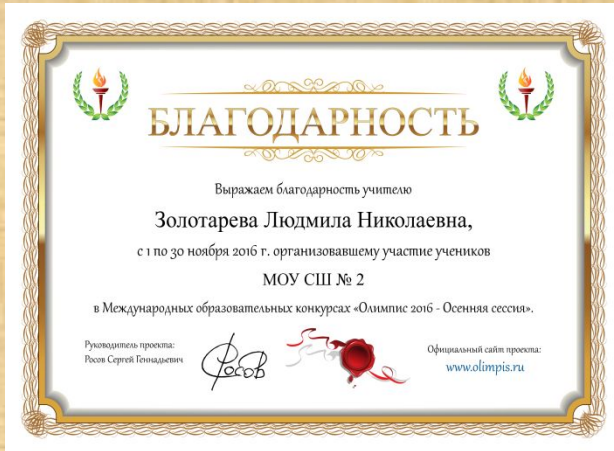 БЛАГОДАРНОСТЬ
Выражаем благодарность учителю
Золотарева Людмила Николаевна,
с 1 по 30 ноября 2016 г. организовавшему участие учеников
МОУ СШ № 2
в Международных образовательных конкурсах «Олимпис 2016 - Осенняя сессия».
Руководитель проекта:
Росов Сергей Геннадьевич
Росов
Официальный сайт проекта:
www.olimpis.ru